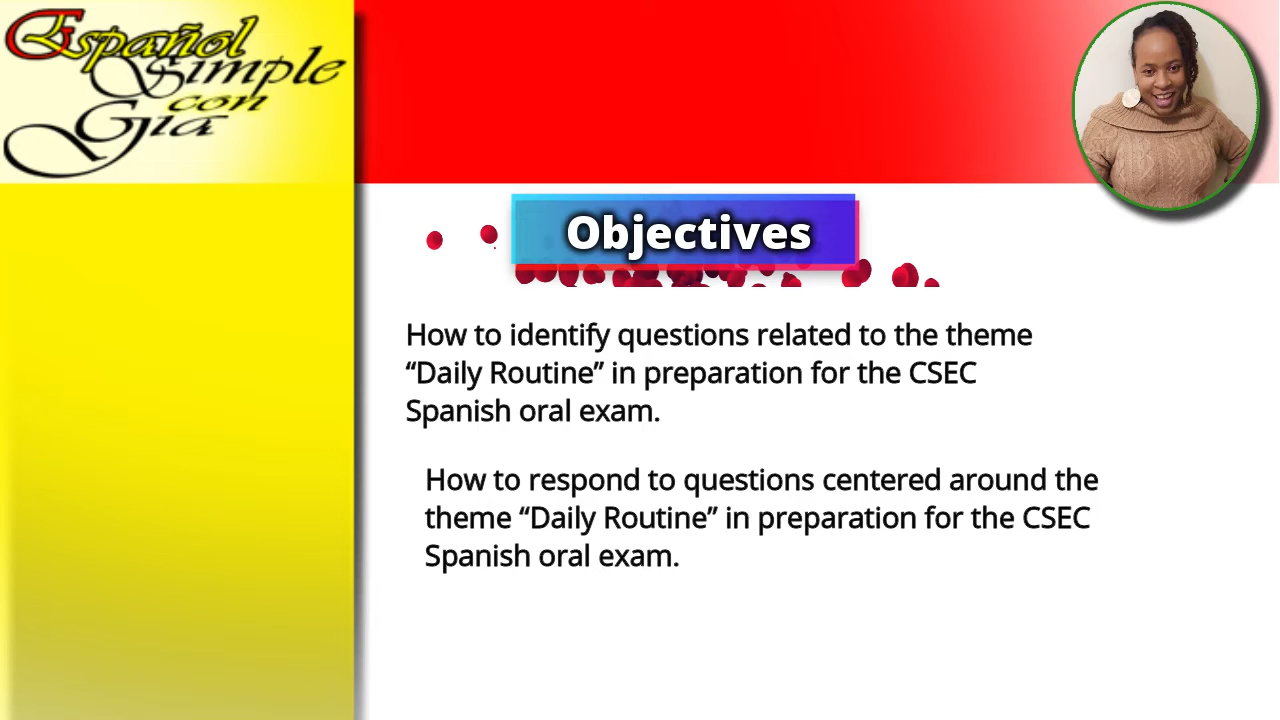 Español
Simple
con
Gia
Objectives
How to identify questions related to the theme
“Daily Routine” in preparation for the CSEC
Spanish oral exam.
How to respond to questions centered around the
theme “Daily Routine” in preparation for the CSEC
Spanish oral exam.